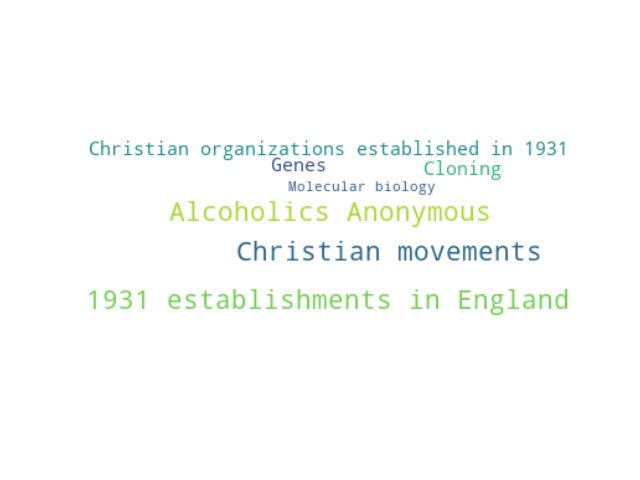 Christian organizations established in 1931
Genes Cloning
Molecular biology
Alcoholics Anonymous
Christian movements
1931 establishments in England